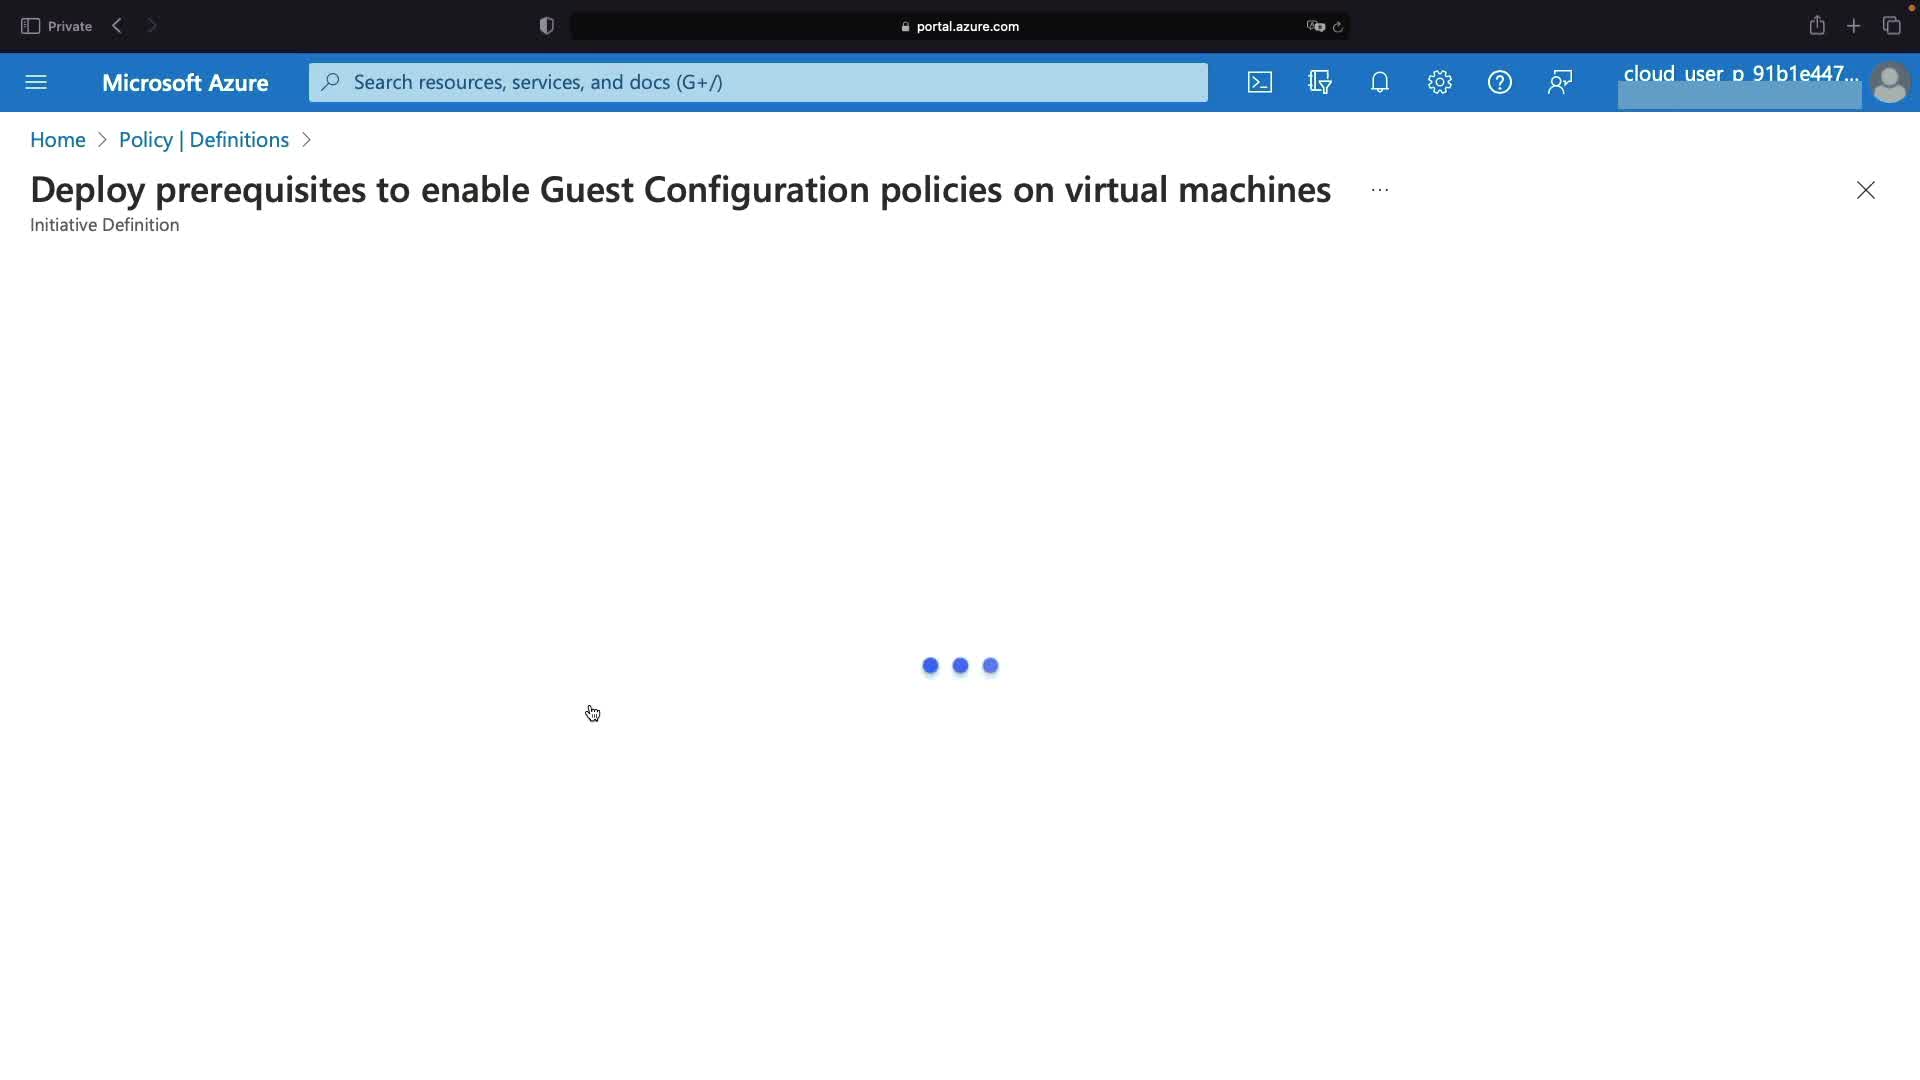 Private
portal.azure.com
Microsoft Azure
Search resources, services, and docs (G+/)
cloud_user_p_91b1e447...
Home > Policy | Definitions >
Deploy prerequisites to enable Guest Configuration policies on virtual machines ...
Initiative Definition